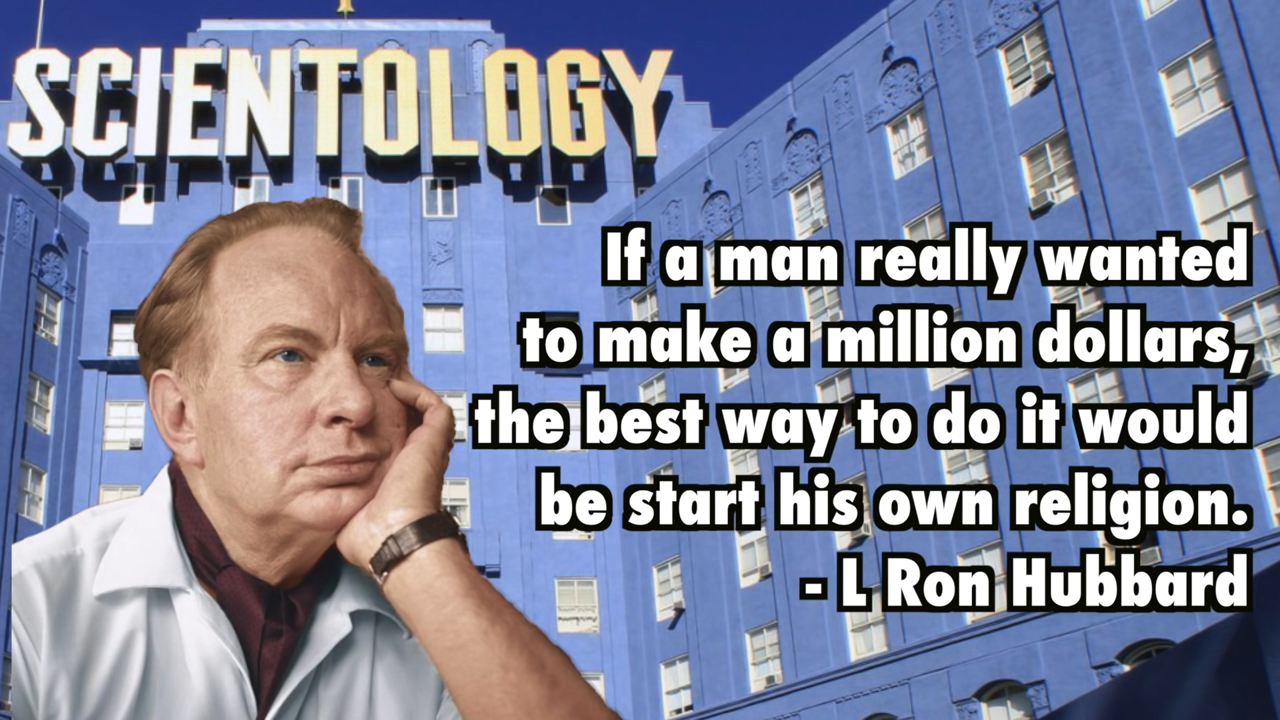 SCIENTOLOGY
If a man really wanted
to make a million dollars,
the best way to do it would
be start his own religion.
- L Ron Hubbard